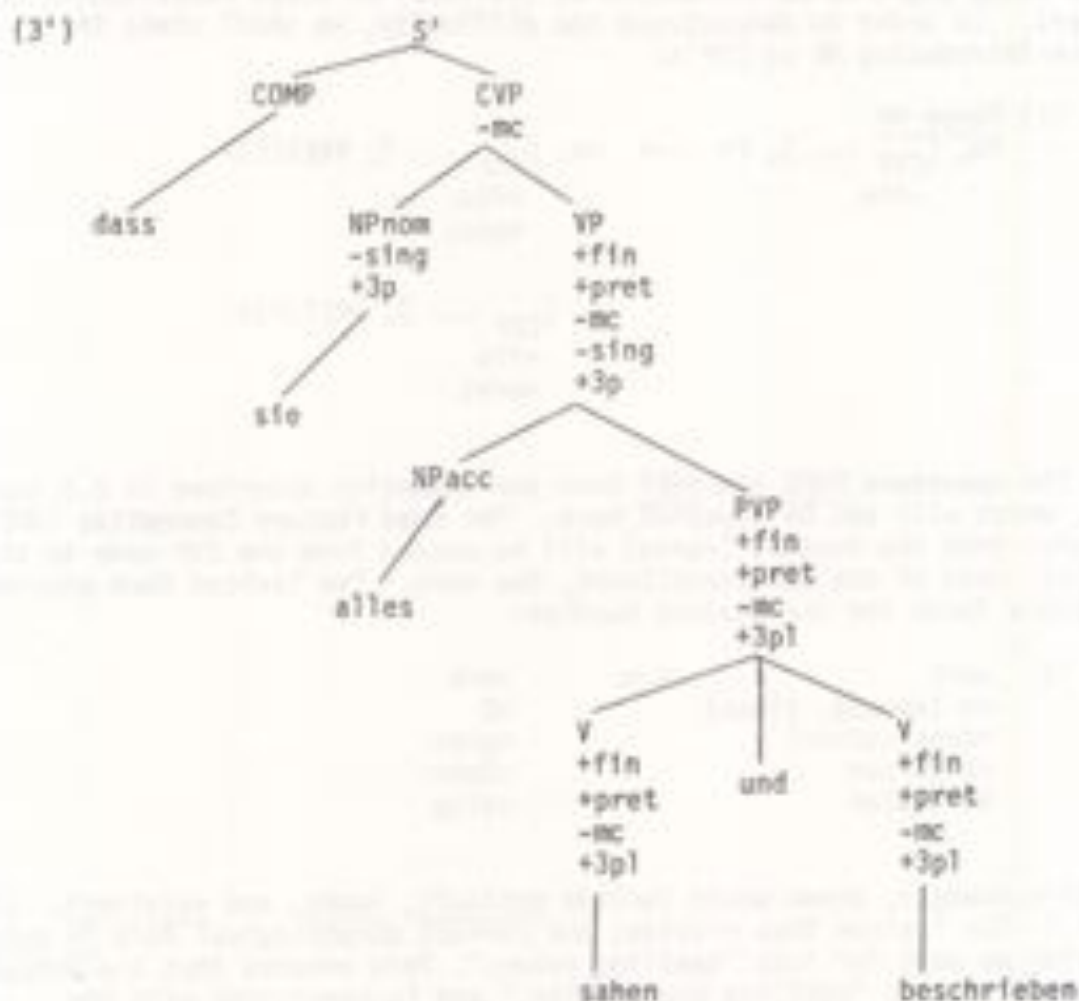 (3')
S'
COMP CVP
-mc
dass NPnom VP
-sing +fin
+3p +pret
-mc
-sing
+3p
sio
NPacc
PVP
+fin
alles +pret
-mc
+3pl
V V
+fin und +fin
+pret +pret
-mc -mc
+3pl +3pl
sahen beschrieben